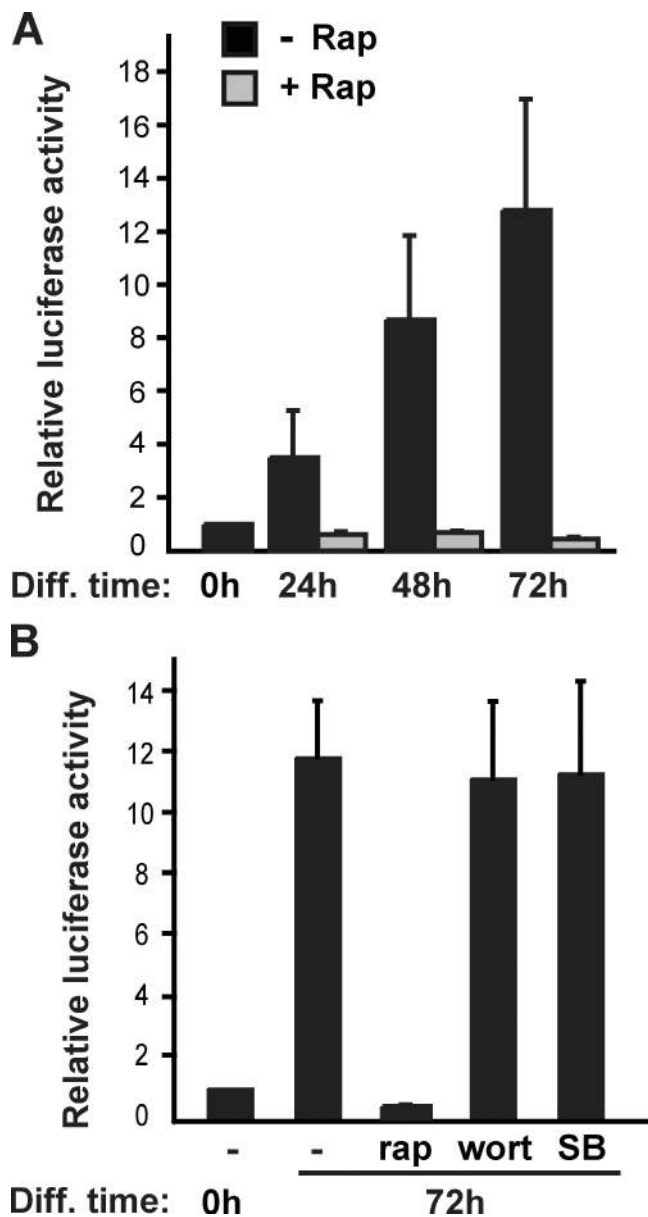 A
- Rap
+ Rap
Relative luciferase activity
18
16
14
12
10
8
6
4
2
0
Diff. time: 0h 24h 48h 72h
B
Relative luciferase activity
14
12
10
8
6
4
2
0
- - rap wort SB
Diff. time: 0h 72h